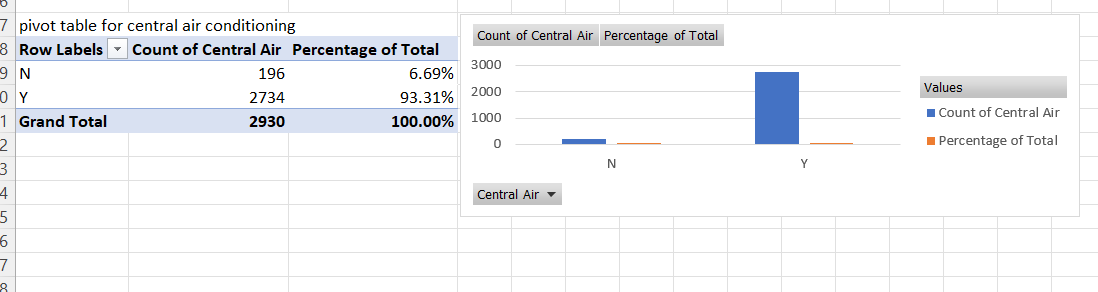 7 pivot table for central air conditioning
8 Row Labels Count of Central Air Percentage of Total
9 N 196 6.69%
0 Y 2734 93.31%
1 Grand Total 2930 100.00%
2
3
4
5
6
7
8
Count of Central Air Percentage of Total
3000
2000
1000
0
N Y
Central Air
Values
Count of Central Air
Percentage of Total